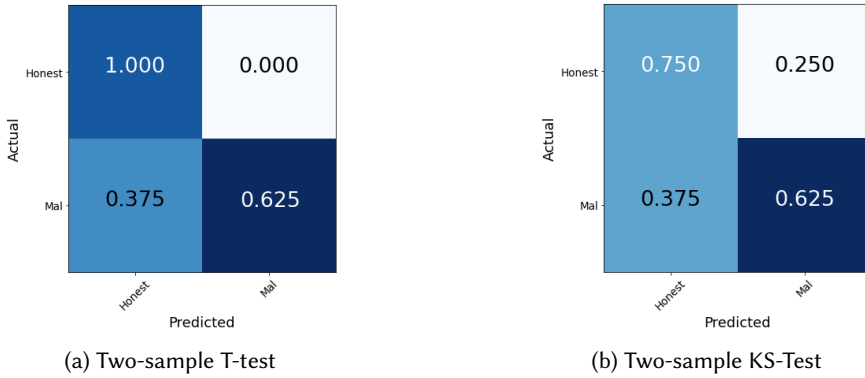 Honest
1.000 0.000
Actual
Mal
0.375 0.625
Honest Mal
Predicted
(a) Two-sample T-test
Honest
0.750 0.250
Actual
Mal
0.375 0.625
Honest Mal
Predicted
(b) Two-sample KS-Test